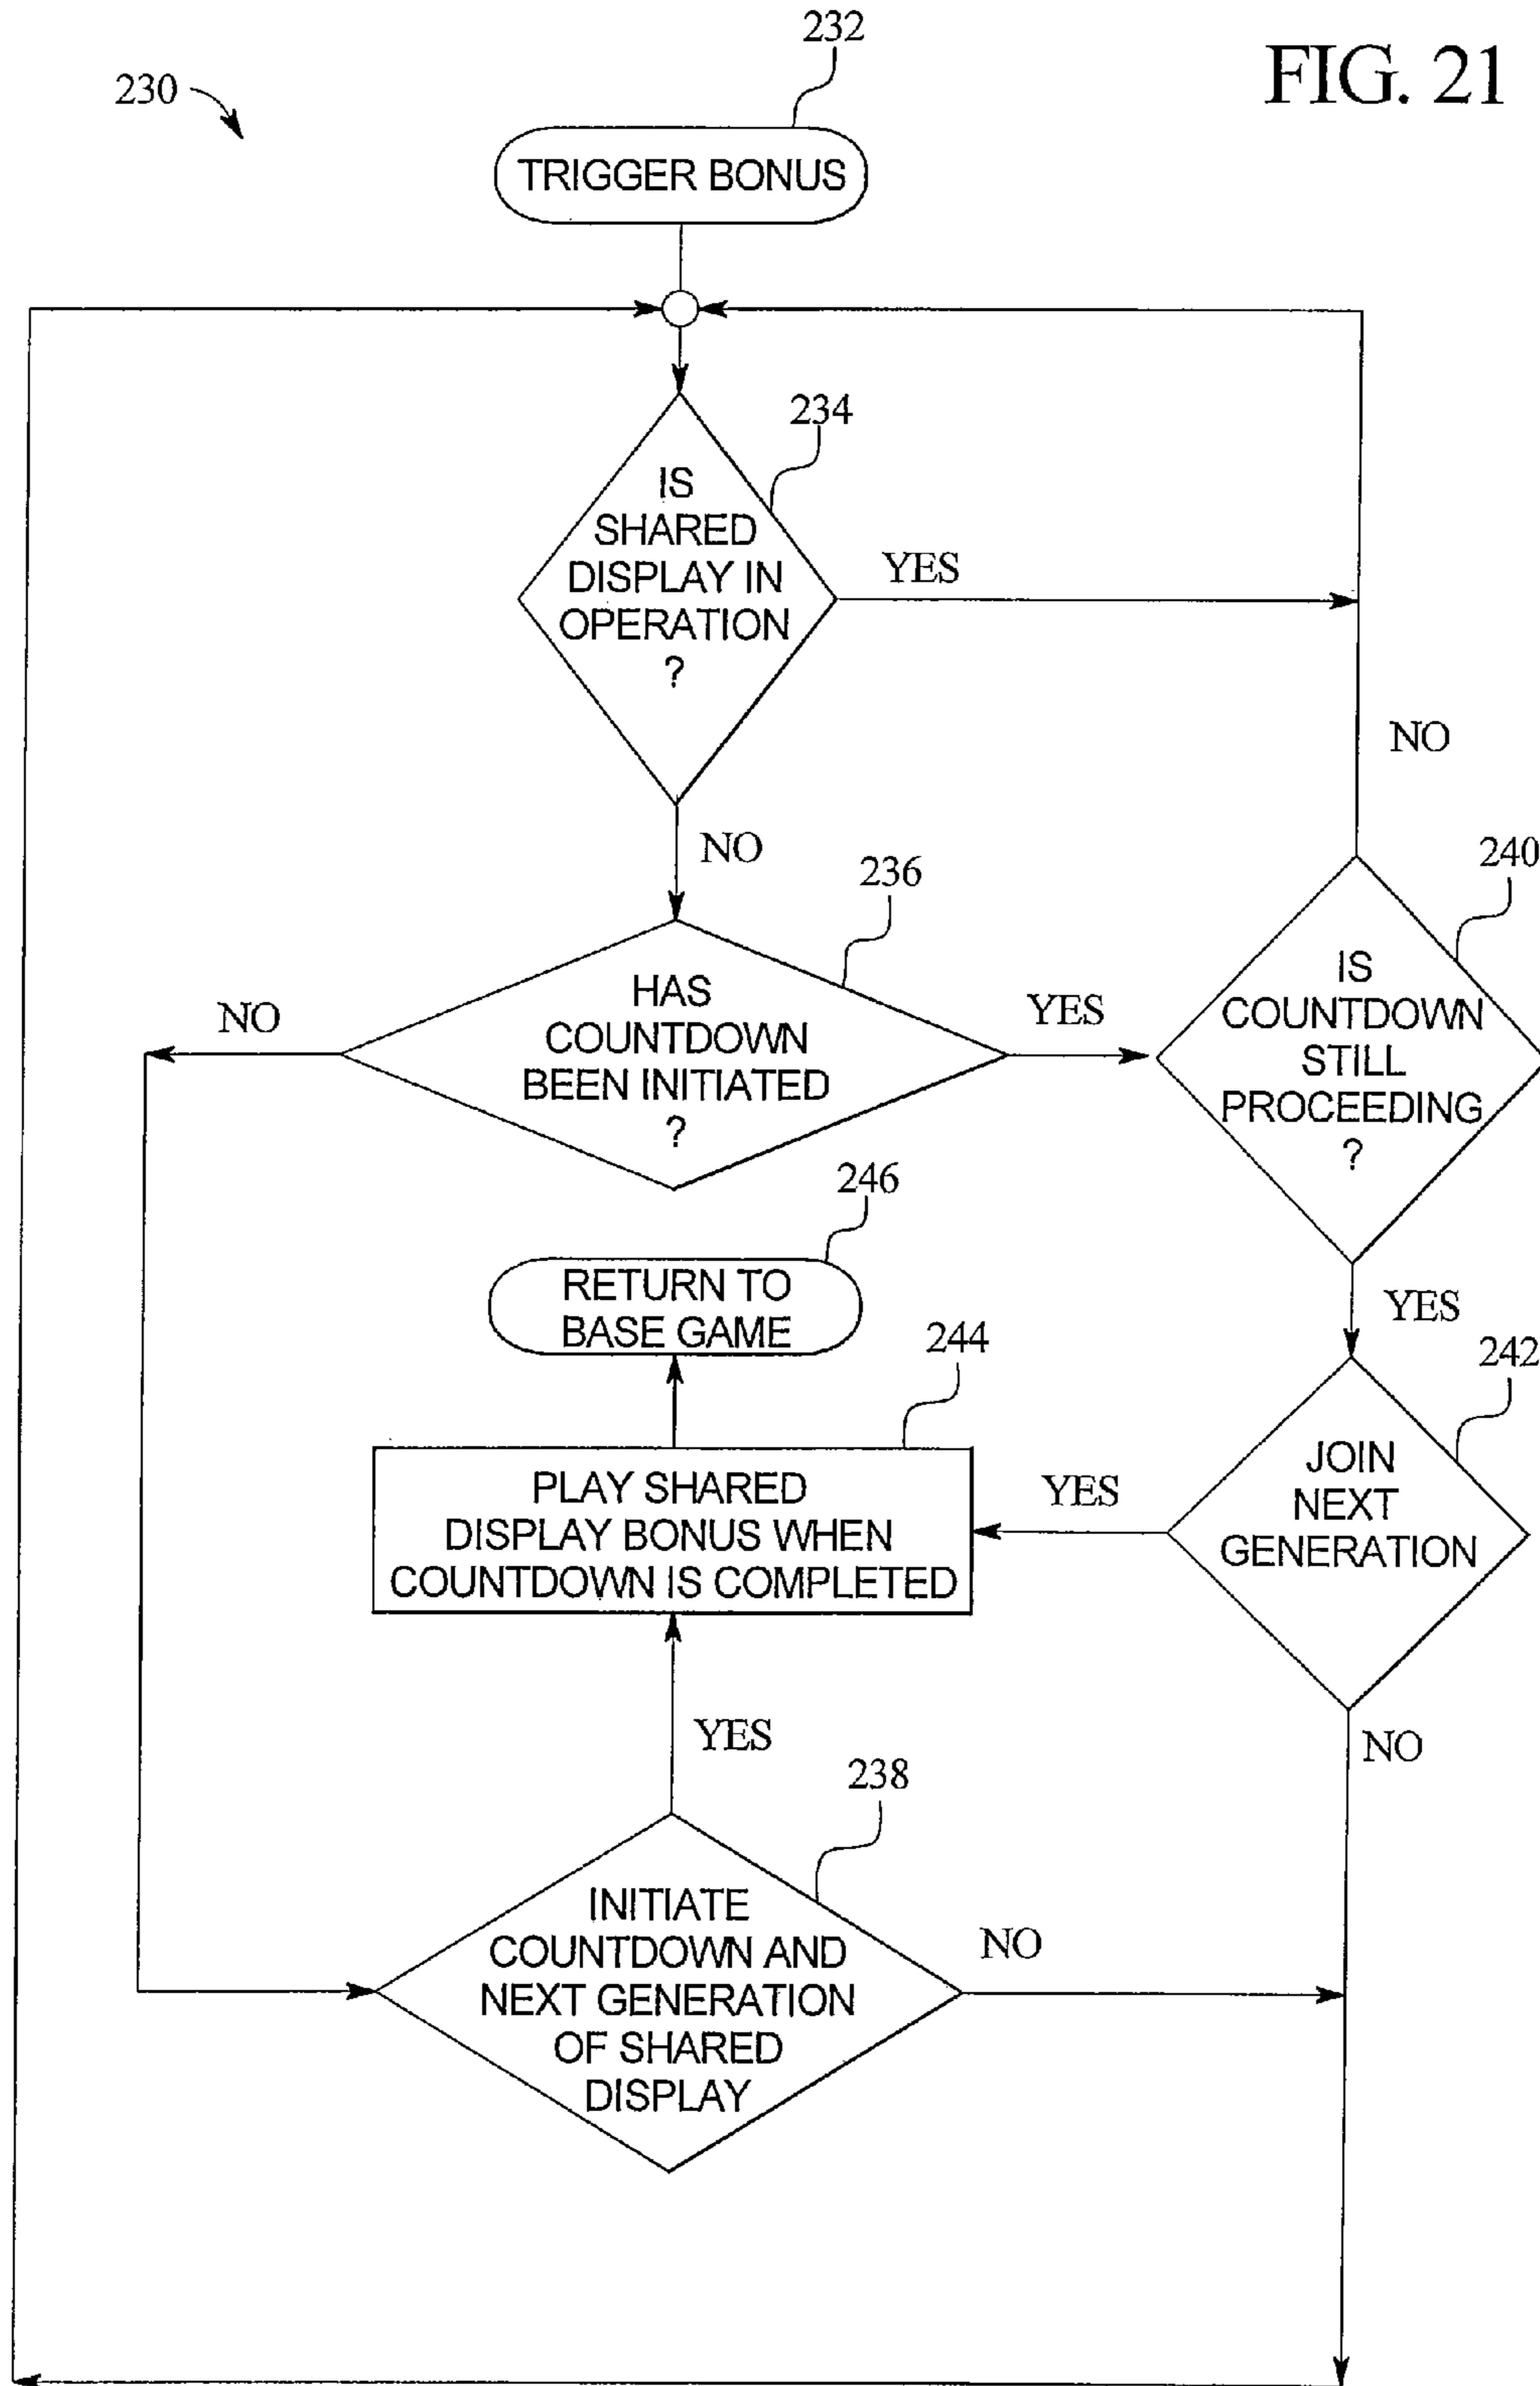 FIG. 21
232
230
TRIGGER BONUS
234
IS
SHARED
DISPLAY IN
OPERATION
?
YES
NO
NO
236
240
HAS
COUNTDOWN
BEEN INITIATED
?
NO
YES
IS
COUNTDOWN
STILL
PROCEEDING
?
246
RETURN TO
BASE GAME
YES
244
242
PLAY SHARED
DISPLAY BONUS WHEN
COUNTDOWN IS COMPLETED
YES
JOIN
NEXT
GENERATION
YES
NO
238
INITIATE
COUNTDOWN AND
NEXT GENERATION
OF SHARED
DISPLAY
NO